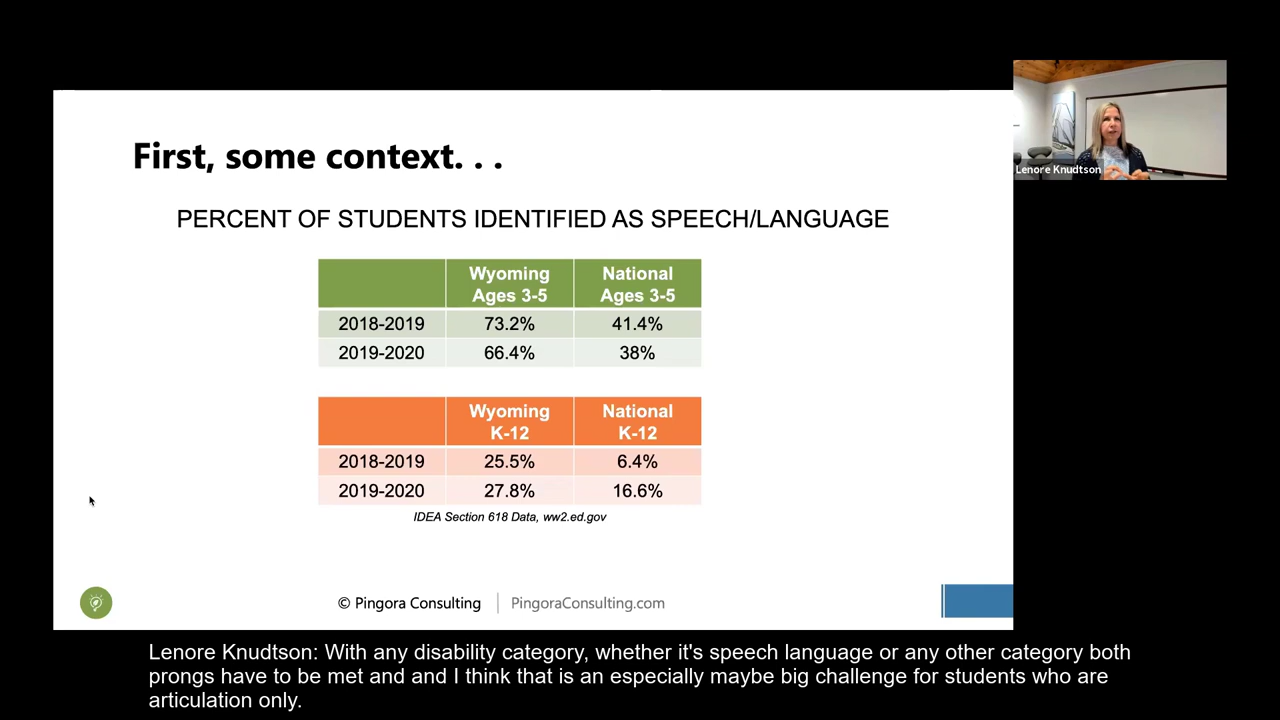 First, some context. . .
PERCENT OF STUDENTS IDENTIFIED AS SPEECH/LANGUAGE
Wyoming Ages 3-5 National Ages 3-5
2018-2019 73.2% 41.4%
2019-2020 66.4% 38%
Wyoming K-12 National K-12
2018-2019 25.5% 6.4%
2019-2020 27.8% 16.6%
IDEA Section 618 Data, ww2.ed.gov
© Pingora Consulting PingoraConsulting.com
Lenore Knudtson
Lenore Knudtson: With any disability category, whether it's speech language or any other category both
prongs have to be met and and I think that is an especially maybe big challenge for students who are
articulation only.